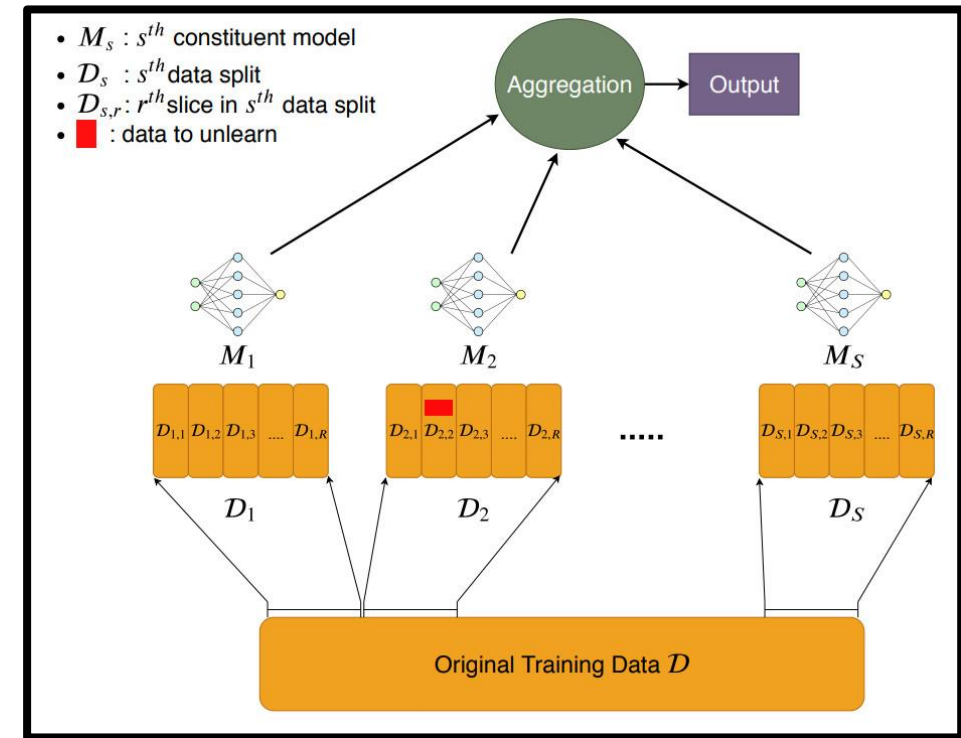 • M_s : s^th constituent model
• D_s : s^th data split
• D_s,r : r^th slice in s^th data split
• : data to unlearn
Aggregation
Output
M_1
M_2
M_S
D_1,1 D_1,2 D_1,3 .... D_1,R
D_2,1 D_2,2 D_2,3 .... D_2,R
.....
D_S,1 D_S,2 D_S,3 .... D_S,R
D_1
D_2
D_S
Original Training Data D